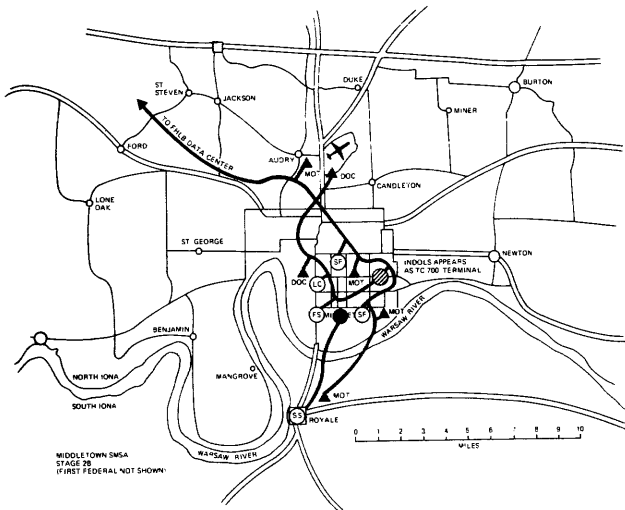 DUKE
BURTON
ST
STEVEN
JACKSON
MINER
TO FHLB DATA CENTER
FORD
AUDRY
MOT
DOC
CANDLETON
LONE
OAK
ST GEORGE
SF
NEWTON
INDOLS APPEARS
AS TC 700 TERMINAL
DOC
LC
MOT
FS
SF
MOT
WARSAW RIVER
BENJAMIN
MANGROVE
NORTH IONA
SOUTH IONA
MOT
SS
ROYALE
0 1 2 3 4 5 6 7 8 9 10
MILES
WARSAW RIVER
MIDDLETOWN SMSA
STAGE 2B
(FIRST FEDERAL NOT SHOWN)